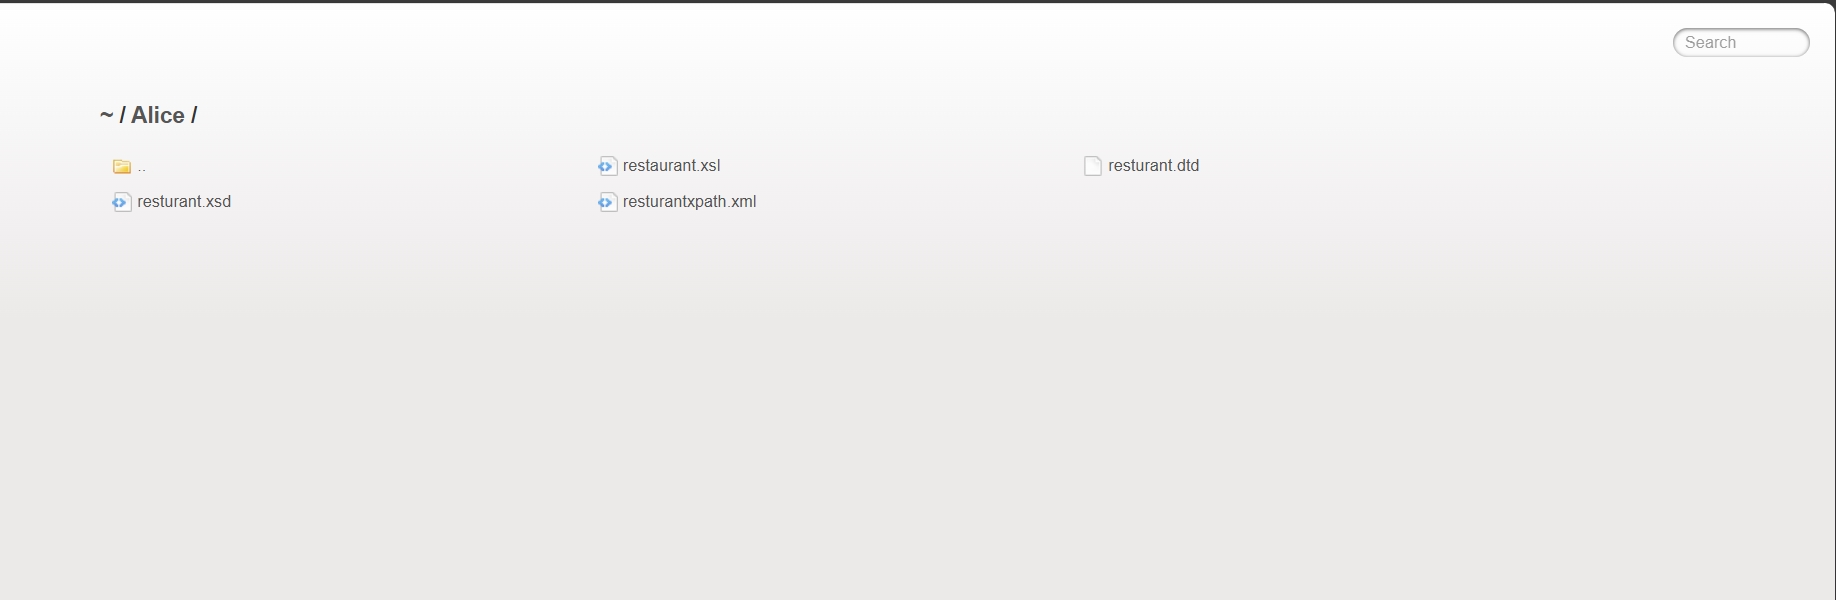 Search
~ / Alice /
..
restaurant.xsl
resturant.dtd
resturant.xsd
resturantxpath.xml